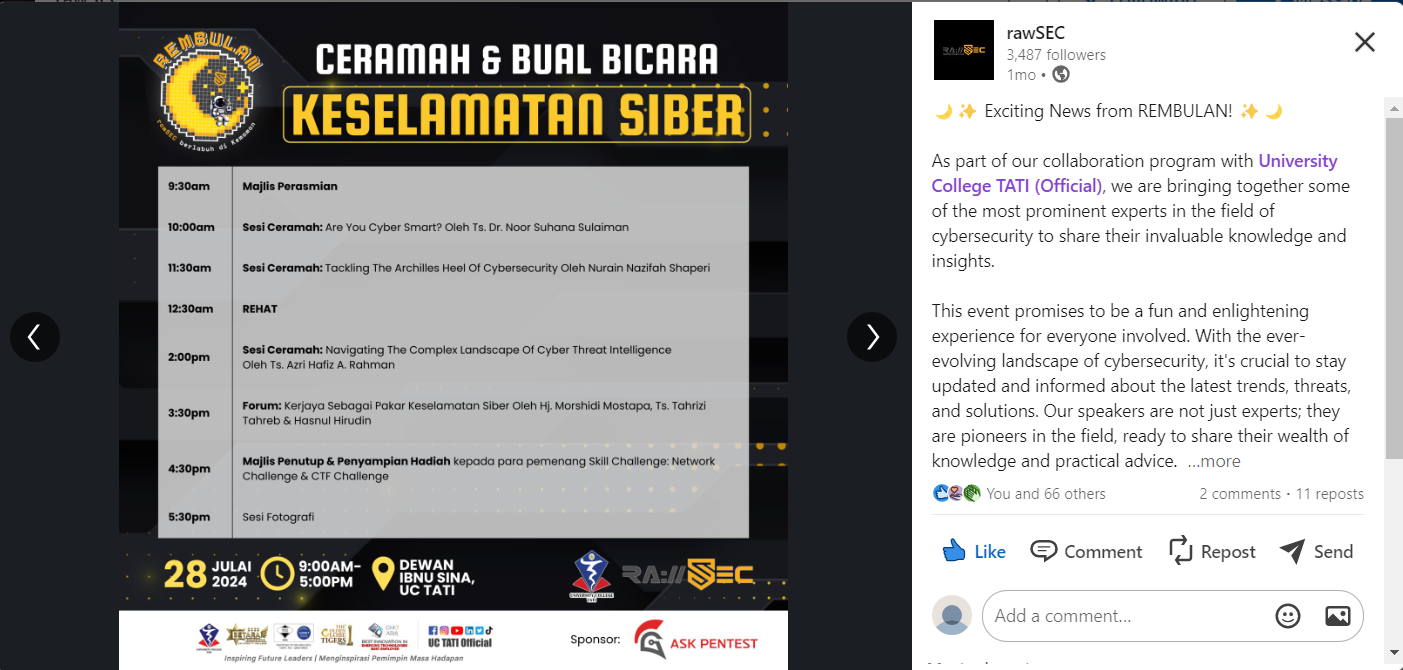 REMBULAN
rawSEC berlabuh di Kemaman
CERAMAH & BUAL BICARA
KESELAMATAN SIBER
9:30am Majlis Perasmian
10:00am Sesi Ceramah: Are You Cyber Smart? Oleh Ts. Dr. Noor Suhana Sulaiman
11:30am Sesi Ceramah: Tackling The Archilles Heel Of Cybersecurity Oleh Nurain Nazifah Shaperi
12:30am REHAT
2:00pm Sesi Ceramah: Navigating The Complex Landscape Of Cyber Threat Intelligence
Oleh Ts. Azri Hafiz A. Rahman
3:30pm Forum: Kerjaya Sebagai Pakar Keselamatan Siber Oleh Hj. Morshidi Mostapa, Ts. Tahrizi
Tahreb & Hasnul Hirudin
4:30pm Majlis Penutup & Penyampian Hadiah kepada para pemenang Skill Challenge: Network
Challenge & CTF Challenge
5:30pm Sesi Fotografi
28 JULAI
2024
9:00AM-
5:00PM
DEWAN
IBNU SINA,
UC TATI
UNIVERSITY COLLEGE
TATI
RA://SEC
UC TATI Official
Inspiring Future Leaders | Menginspirasi Pemimpin Masa Hadapan
Sponsor: ASK PENTEST
rawSEC
3,487 followers
1mo •
🌙✨ Exciting News from REMBULAN! ✨🌙
As part of our collaboration program with University
College TATI (Official), we are bringing together some
of the most prominent experts in the field of
cybersecurity to share their invaluable knowledge and
insights.
This event promises to be a fun and enlightening
experience for everyone involved. With the ever-
evolving landscape of cybersecurity, it's crucial to stay
updated and informed about the latest trends, threats,
and solutions. Our speakers are not just experts; they
are pioneers in the field, ready to share their wealth of
knowledge and practical advice. ...more
You and 66 others 2 comments • 11 reposts
Like Comment Repost Send
Add a comment...